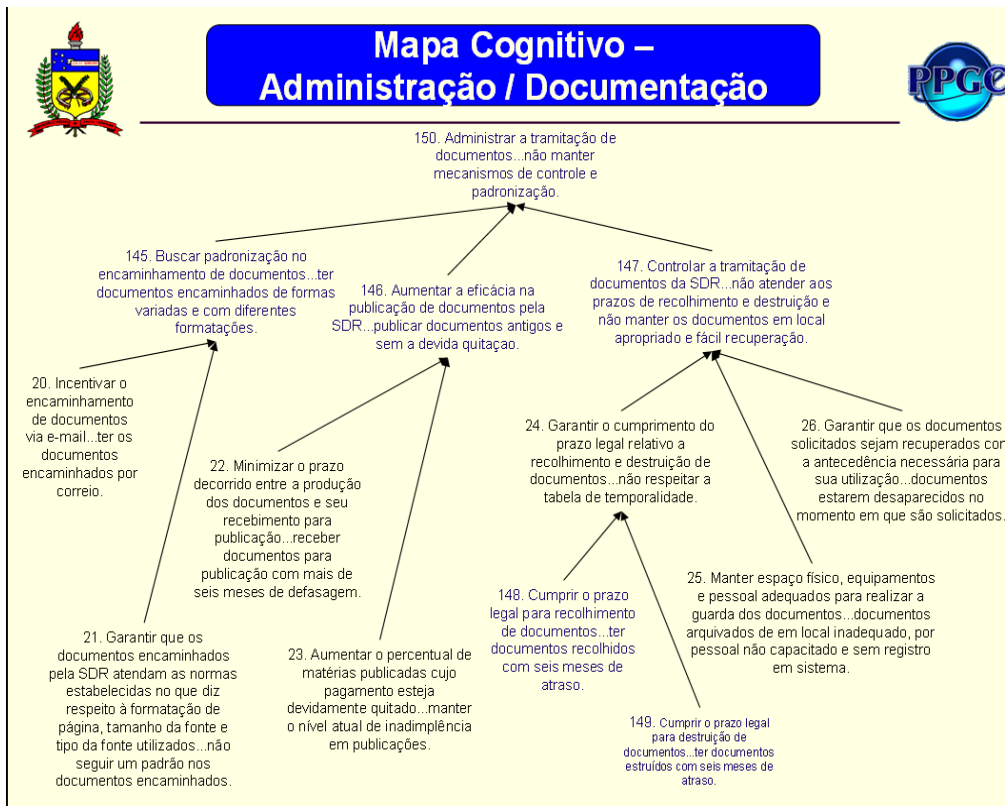 Mapa Cognitivo –
Administração / Documentação
PPGC
150. Administrar a tramitação de
documentos...não manter
mecanismos de controle e
padronização.
145. Buscar padronização no
encaminhamento de documentos...ter
documentos encaminhados de formas
variadas e com diferentes
formatações.
146. Aumentar a eficácia na
publicação de documentos pela
SDR...publicar documentos antigos e
sem a devida quitaçao.
147. Controlar a tramitação de
documentos da SDR...não atender aos
prazos de recolhimento e destruição e
não manter os documentos em local
apropriado e fácil recuperação.
20. Incentivar o
encaminhamento
de documentos
via e-mail...ter os
documentos
encaminhados por
correio.
22. Minimizar o prazo
decorrido entre a produção
dos documentos e seu
recebimento para
publicação...receber
documentos para
publicação com mais de
seis meses de defasagem.
24. Garantir o cumprimento do
prazo legal relativo a
recolhimento e destruição de
documentos...não respeitar a
tabela de temporalidade.
26. Garantir que os documentos
solicitados sejam recuperados con
a antecedência necessária para
sua utilização...documentos
estarem desaparecidos no
momento em que são solicitados.
21. Garantir que os
documentos encaminhados
pela SDR atendam as normas
estabelecidas no que diz
respeito à formatação de
página, tamanho da fonte e
tipo da fonte utilizados...não
seguir um padrão nos
documentos encaminhados.
23. Aumentar o percentual de
matérias publicadas cujo
pagamento esteja
devidamente quitado...manter
o nível atual de inadimplência
em publicações.
148. Cumprir o prazo
legal para recolhimento
de documentos...ter
documentos recolhidos
com seis meses de
atraso.
25. Manter espaço físico, equipamentos
e pessoal adequados para realizar a
guarda dos documentos...documentos
arquivados de em local inadequado, por
pessoal não capacitado e sem registro
em sistema.
149. Cumprir o prazo legal
para destruição de
documentos...ter documentos
estruídos com seis meses de
atraso.